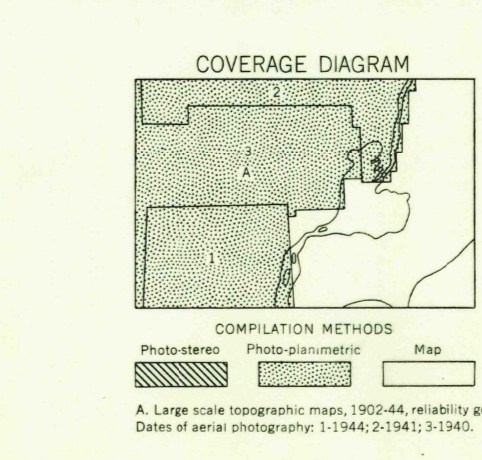 COVERAGE DIAGRAM
2
3
A
1
COMPILATION METHODS
Photo-stereo Photo-planimetric Map
A. Large scale topographic maps, 1902-44, reliability
Dates of aerial photography: 1-1944; 2-1941; 3-1940.